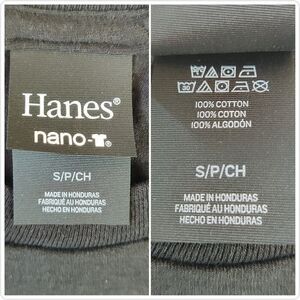 Hanes®
nano-T®
S/P/CH
MADE IN HONDURAS
FABRIQUÉ AU HONDURAS
HECHO EN HONDURAS
30
100% COTTON
100% COTON
100% ALGODÓN
S/P/CH
MADE IN HONDURAS
FABRIQUÉ AU HONDURAS
HECHO EN HONDURAS